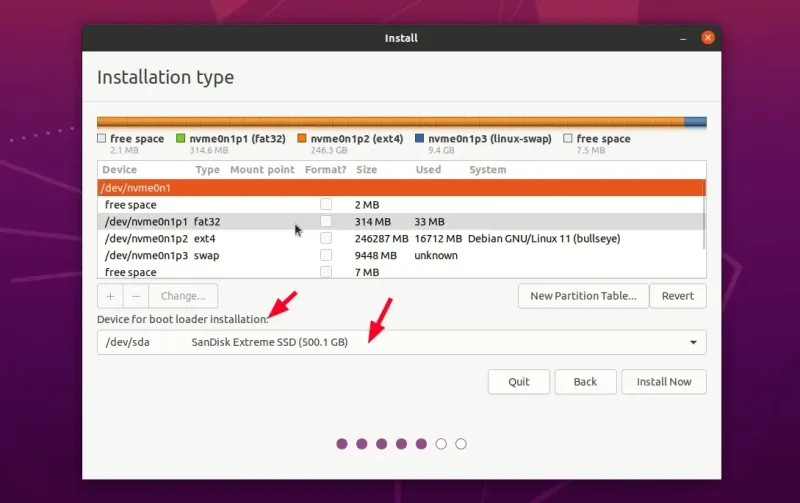 Install
Installation type
free space nvme0n1p1 (fat32) nvme0n1p2 (ext4) nvme0n1p3 (linux-swap) free space
2.1 MB 314.6 MB 246.3 GB 9.4 GB 7.5 MB
Device Type Mount point Format? Size Used System
/dev/nvme0n1
free space 2 MB
/dev/nvme0n1p1 fat32 314 MB 33 MB
/dev/nvme0n1p2 ext4 246287 MB 16712 MB Debian GNU/Linux 11 (bullseye)
/dev/nvme0n1p3 swap 9448 MB unknown
free space 7 MB
+ − Change... New Partition Table... Revert
Device for boot loader installation:
/dev/sda SanDisk Extreme SSD (500.1 GB)
Quit Back Install Now